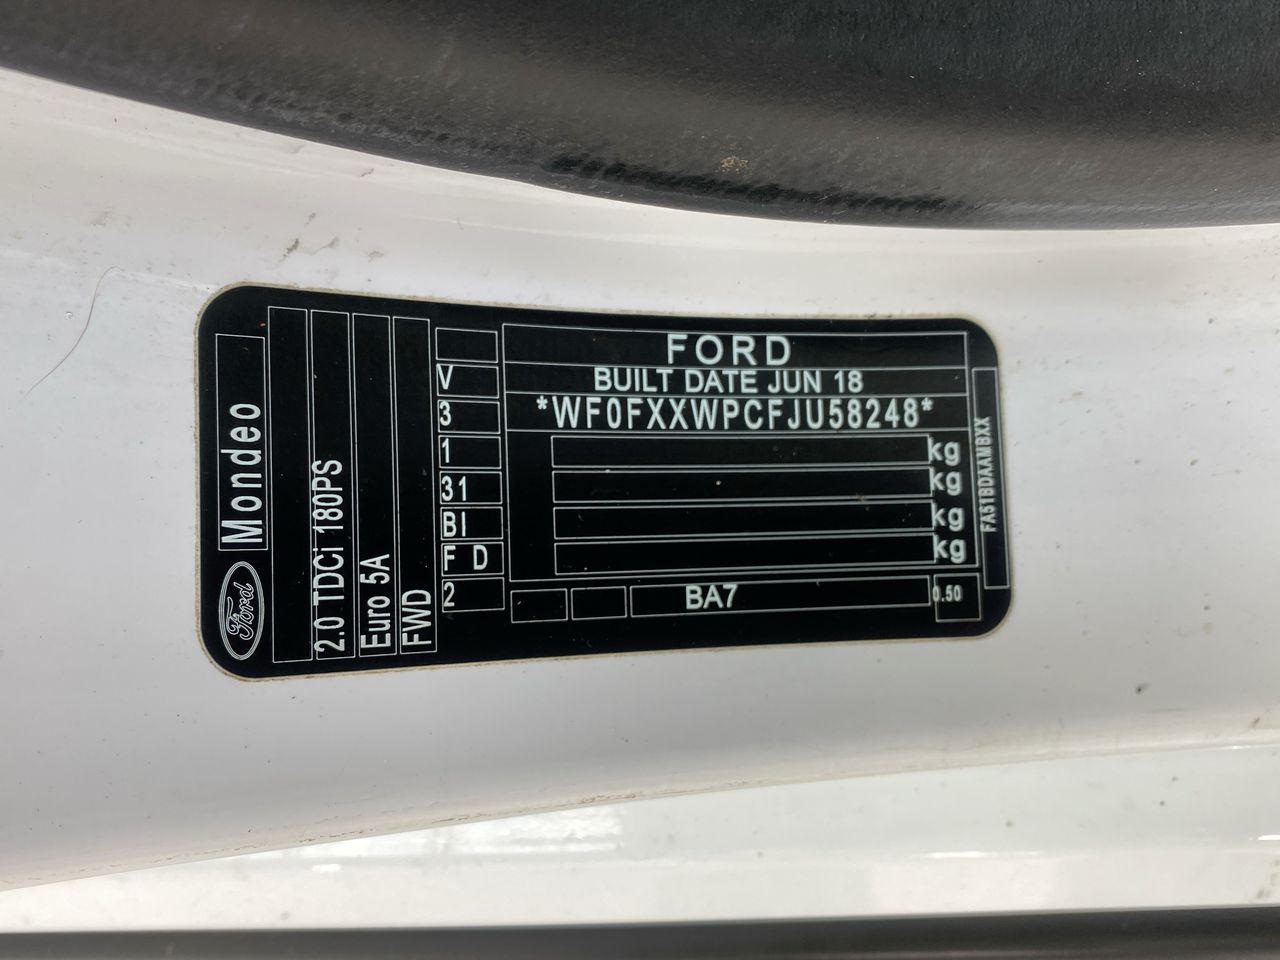 FORD
BUILT DATE JUN 18
*WF0FXXWPCFJU58248*
kg
kg
kg
kg
BA7
0.50
V
3
1
31
BI
F D
2
Ford
Mondeo
2.0 TDCi 180PS
Euro 5A
FWD
FA51BDAAMBXX